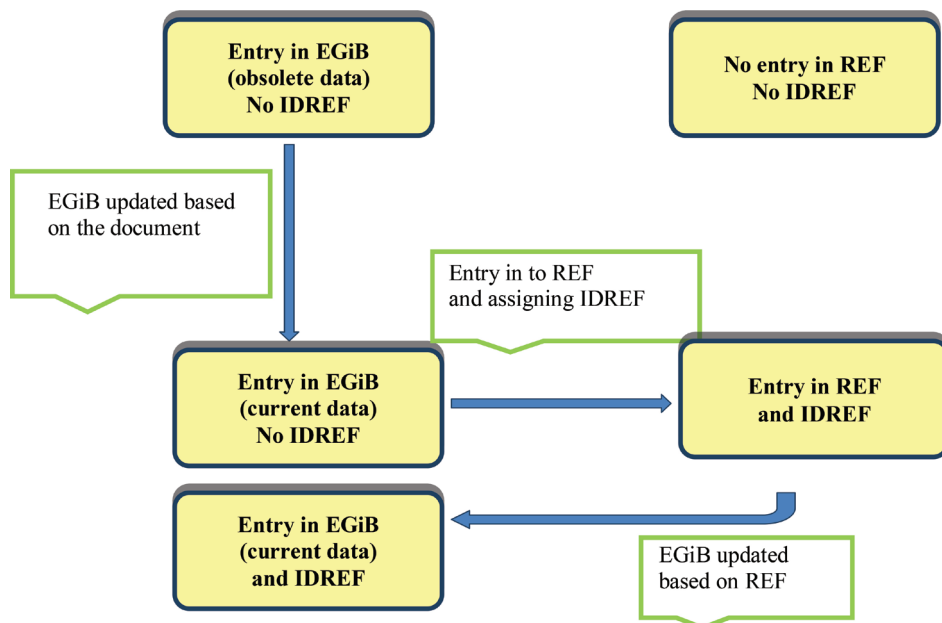 Entry in EGiB
(obsolete data)
No IDREF
No entry in REF
No IDREF
EGiB updated based
on the document
Entry in to REF
and assigning IDREF
Entry in EGiB
(current data)
No IDREF
Entry in REF
and IDREF
Entry in EGiB
(current data)
and IDREF
EGiB updated
based on REF